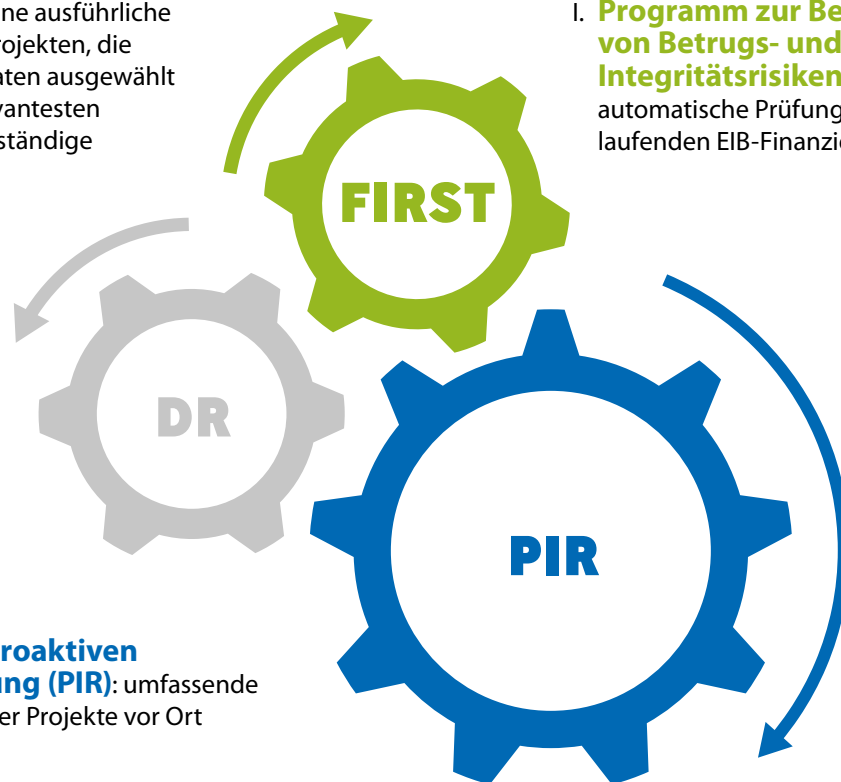 ne ausführliche
rojekten, die
aten ausgewählt
vantesten
ständige
I. Programm zur Be
von Betrugs- und
Integritätsrisiken
automatische Prüfung
laufenden EIB-Finanzie
FIRST
DR
PIR
roaktiven
ung (PIR): umfassende
er Projekte vor Ort